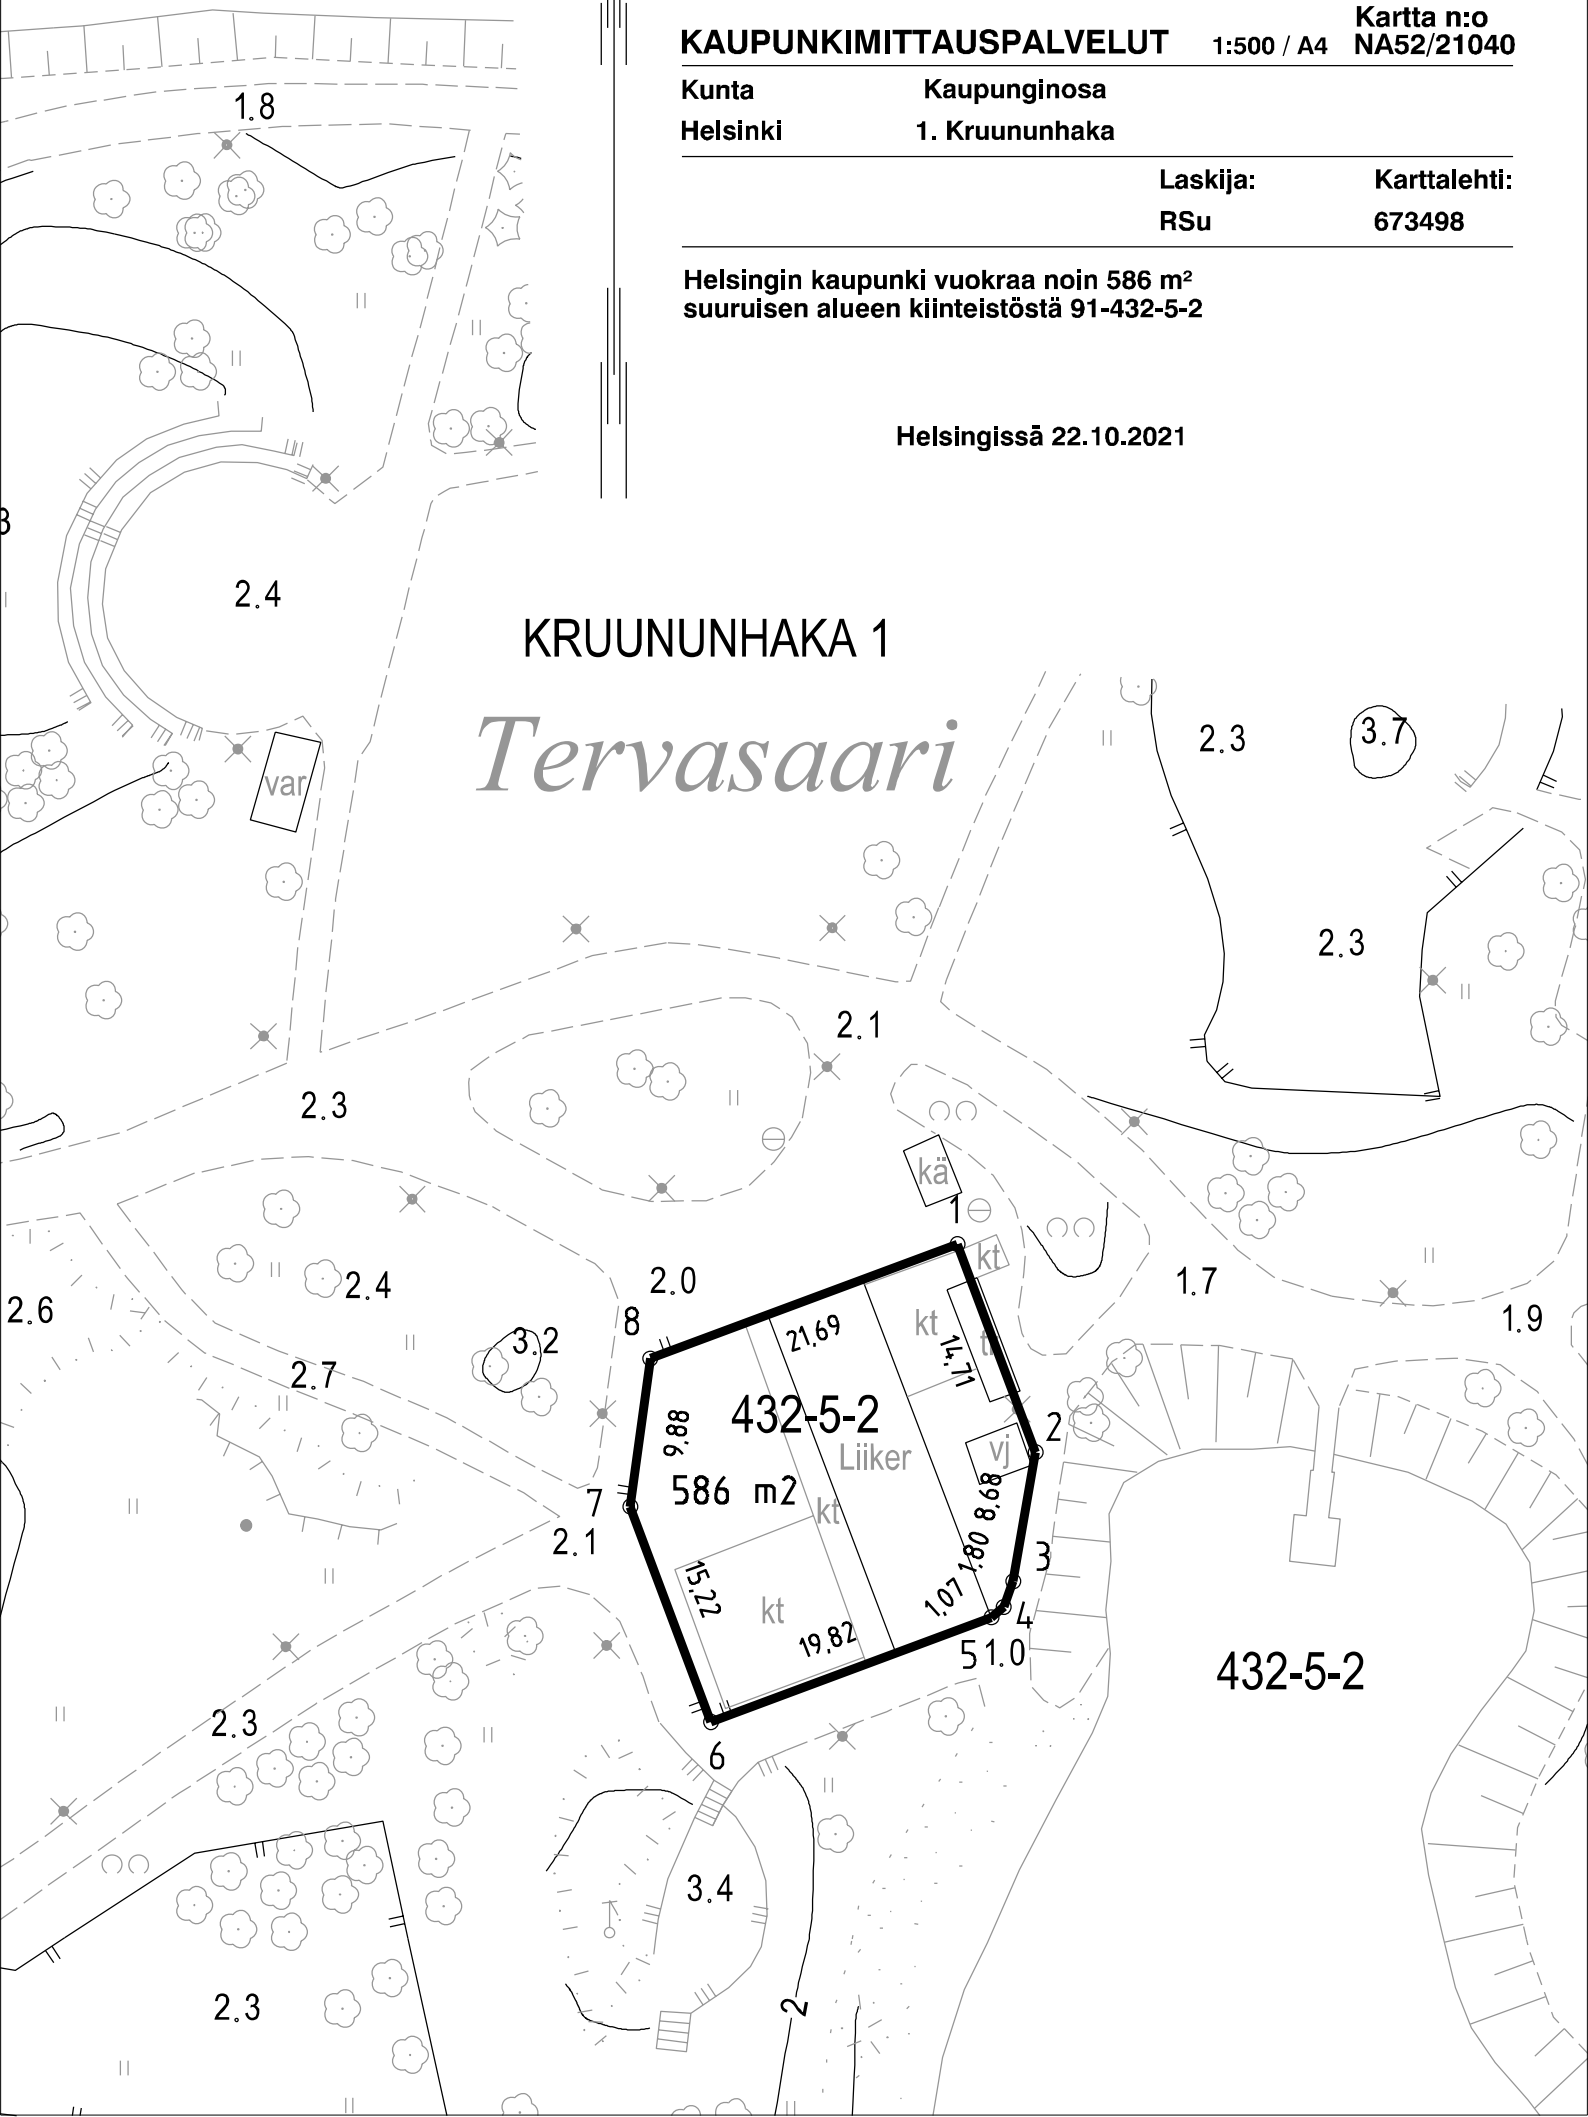 KAUPUNKIMITTAUSPALVELUT 1:500 / A4 Kartta n:o NA52/21040
Kunta Kaupunginosa
Helsinki 1. Kruununhaka
Laskija: Karttalehti:
RSu 673498
Helsingin kaupunki vuokraa noin 586 m²
suuruisen alueen kiinteistöstä 91-432-5-2
Helsingissä 22.10.2021
1.8
2.4
KRUUNUNHAKA 1
Tervasaari
var
2.3
3.7
2.3
2.1
2.3
kä
1
kt
2.0
1.7
2.4
2.6
8
1.9
3.2
2.7
21,69
kt
14,71
9,88
432-5-2
Liiker
vj
2
586 m2
kt
8,68
7
2.1
1,80
3
15,22
kt
1,07
4
19,82
5
1.0
432-5-2
6
2.3
3.4
2.3
2